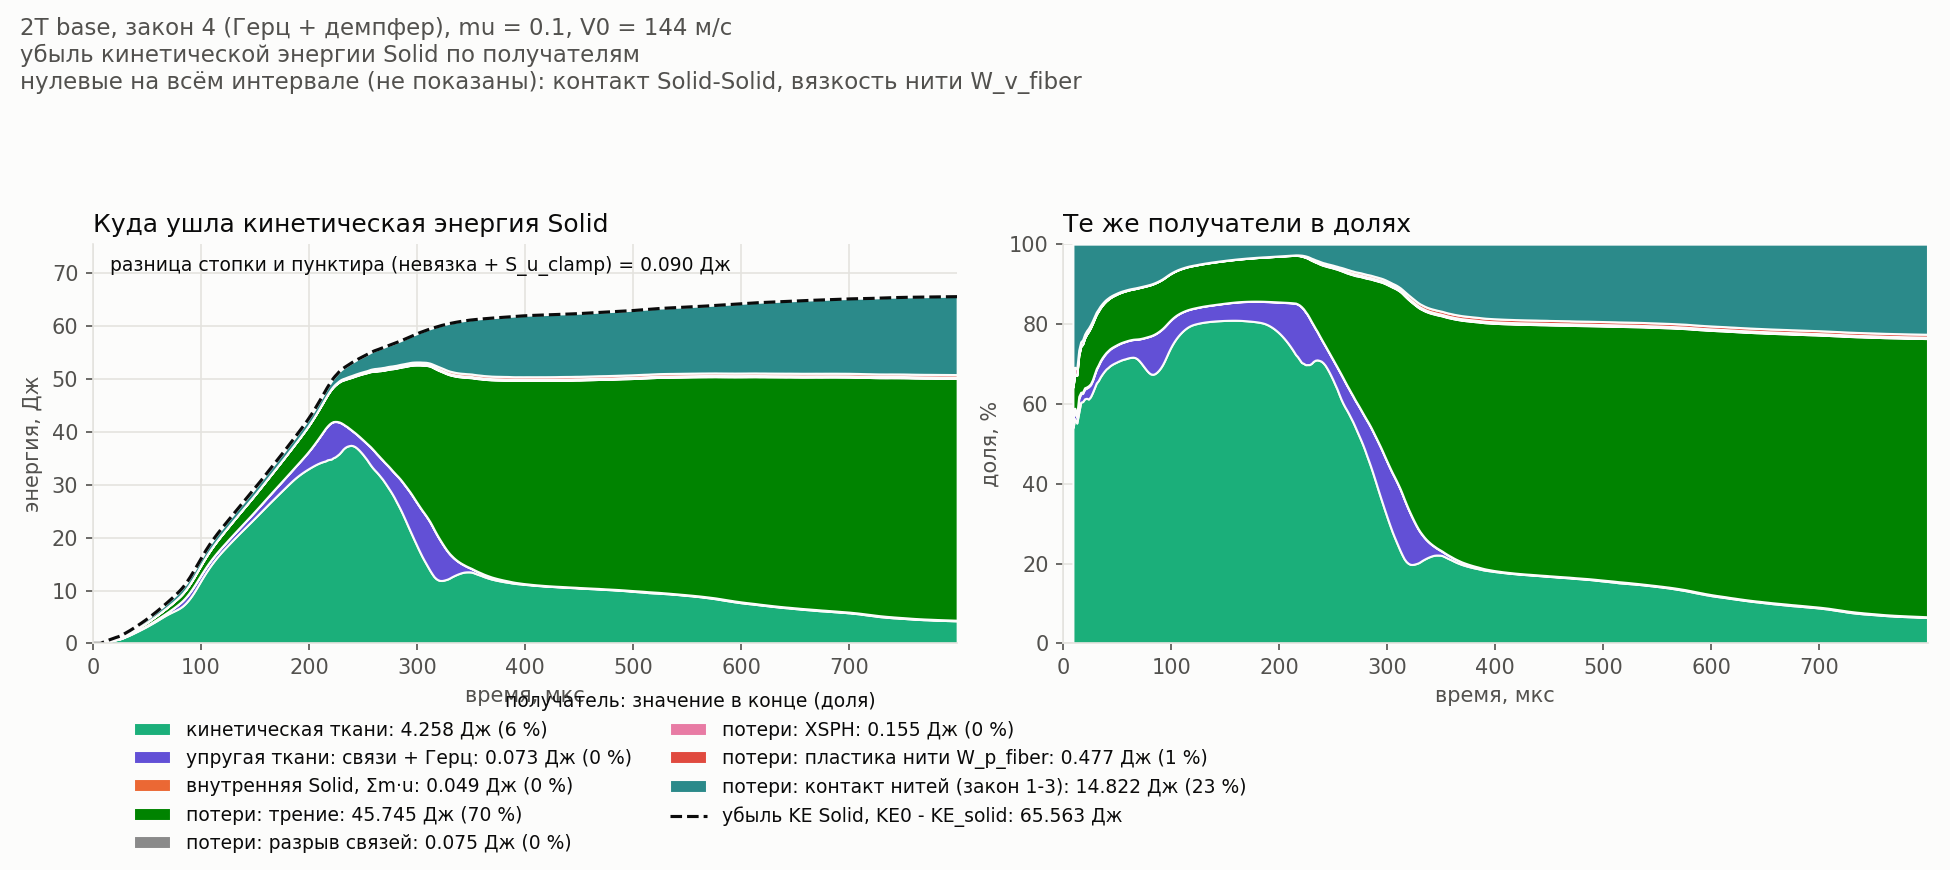 2T base, закон 4 (Герц + демпфер), mu = 0.1, V0 = 144 м/с
убыль кинетической энергии Solid по получателям
нулевые на всём интервале (не показаны): контакт Solid-Solid, вязкость нити W_v_fiber
Куда ушла кинетическая энергия Solid
разница стопки и пунктира (невязка + S_u_clamp) = 0.090 Дж
энергия, Дж
70
60
50
40
30
20
10
0
0 100 200 300 400 500 600 700
время, мкс
Те же получатели в долях
доля, %
100
80
60
40
20
0
0 100 200 300 400 500 600 700
время, мкс
получатель: значение в конце (доля)
кинетическая ткани: 4.258 Дж (6 %)
упругая ткани: связи + Герц: 0.073 Дж (0 %)
внутренняя Solid, Σm·u: 0.049 Дж (0 %)
потери: трение: 45.745 Дж (70 %)
потери: разрыв связей: 0.075 Дж (0 %)
потери: XSPH: 0.155 Дж (0 %)
потери: пластика нити W_p_fiber: 0.477 Дж (1 %)
потери: контакт нитей (закон 1-3): 14.822 Дж (23 %)
убыль KE Solid, KE0 - KE_solid: 65.563 Дж